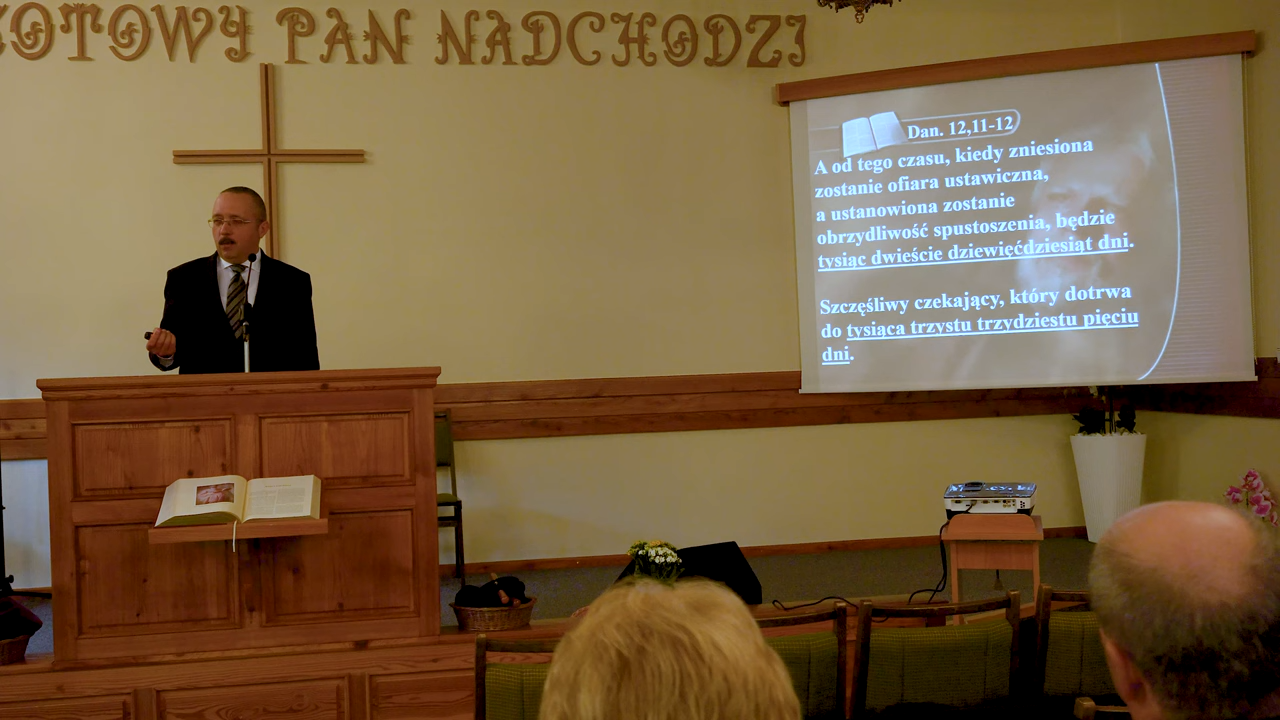 OTOWY PAN NADCHODZI
Dan. 12,11-12
A od tego czasu, kiedy zniesiona
zostanie ofiara ustawiczna,
a ustanowiona zostanie
obrzydliwość spustoszenia, będzie
tysiąc dwieście dziewięćdziesiąt dni.
Szczęśliwy czekający, który dotrwa
do tysiąca trzystu trzydziestu pięciu
dni.